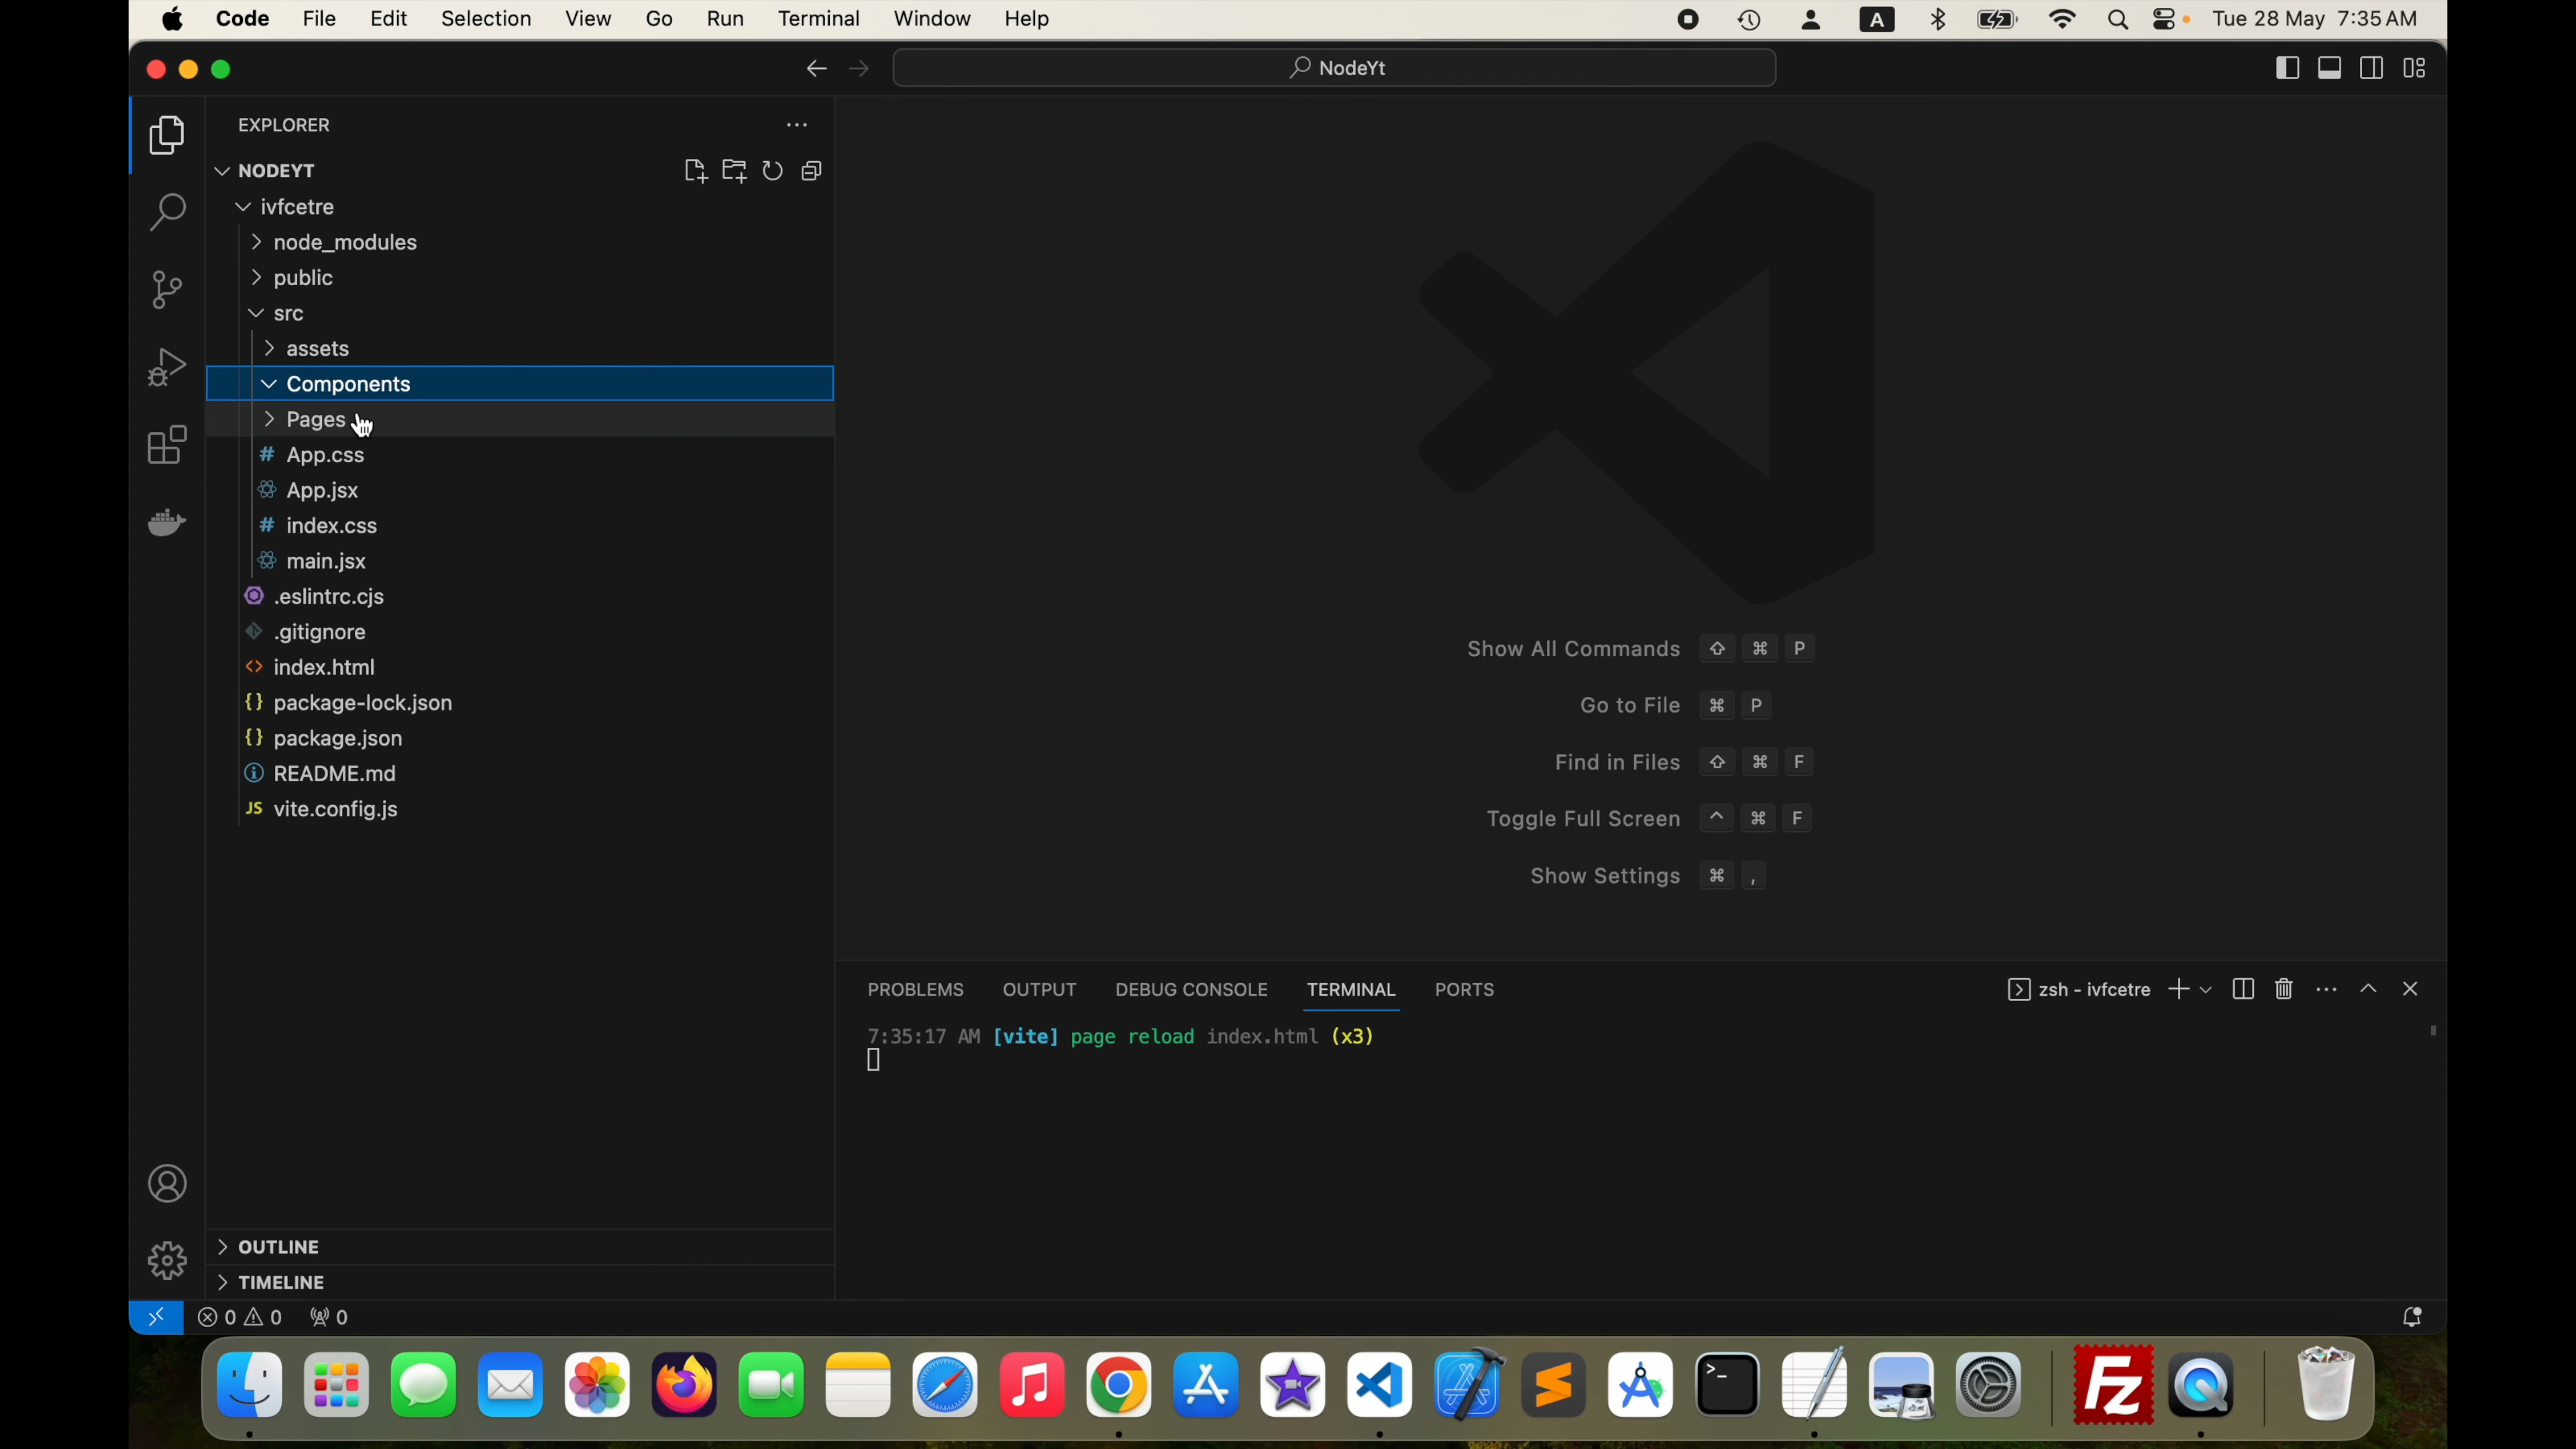 Code File Edit Selection View Go Run Terminal Window Help A Tue 28 May 7:35 AM
NodeYt
EXPLORER
NODEYT
ivfcetre
node_modules
public
src
assets
Components
Pages
# App.css
App.jsx
# index.css
main.jsx
.eslintrc.cjs
.gitignore
<> index.html
{} package-lock.json
{} package.json
README.md
JS vite.config.js
Show All Commands ⇧ ⌘ P
Go to File ⌘ P
Find in Files ⇧ ⌘ F
Toggle Full Screen ^ ⌘ F
Show Settings ⌘ ,
PROBLEMS OUTPUT DEBUG CONSOLE TERMINAL PORTS zsh - ivfcetre
7:35:17 AM [vite] page reload index.html (x3)
OUTLINE
TIMELINE
0 0 0
>_ Fz